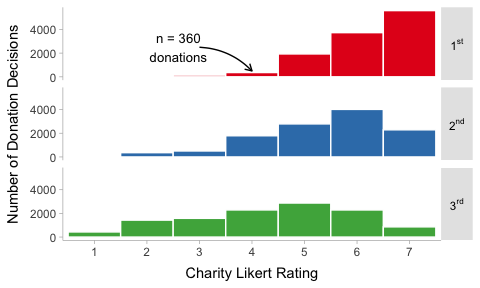 Number of Donation Decisions
4000
2000
0
n = 360
donations
1st
4000
2000
0
2nd
4000
2000
0
3rd
1 2 3 4 5 6 7
Charity Likert Rating